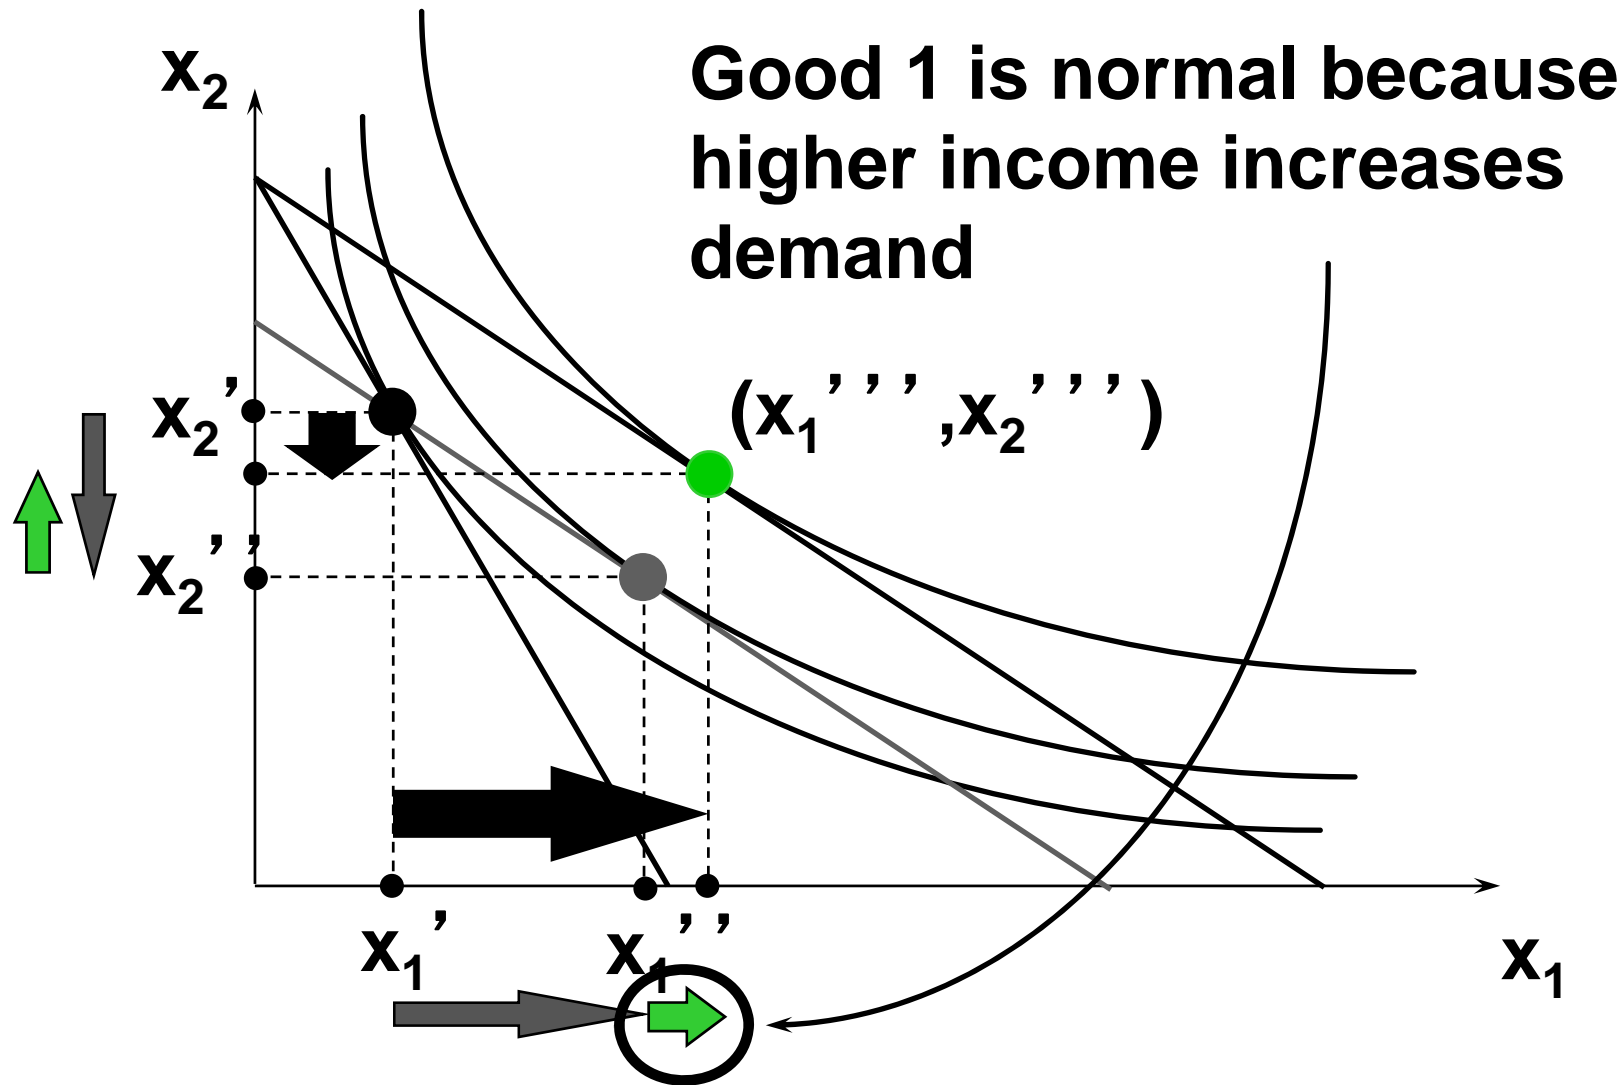 x₂
Good 1 is normal because
higher income increases
demand
x₂’
(x₁’’’,x₂’’’)
x₂’’
x₁’
x₁’’
x₁